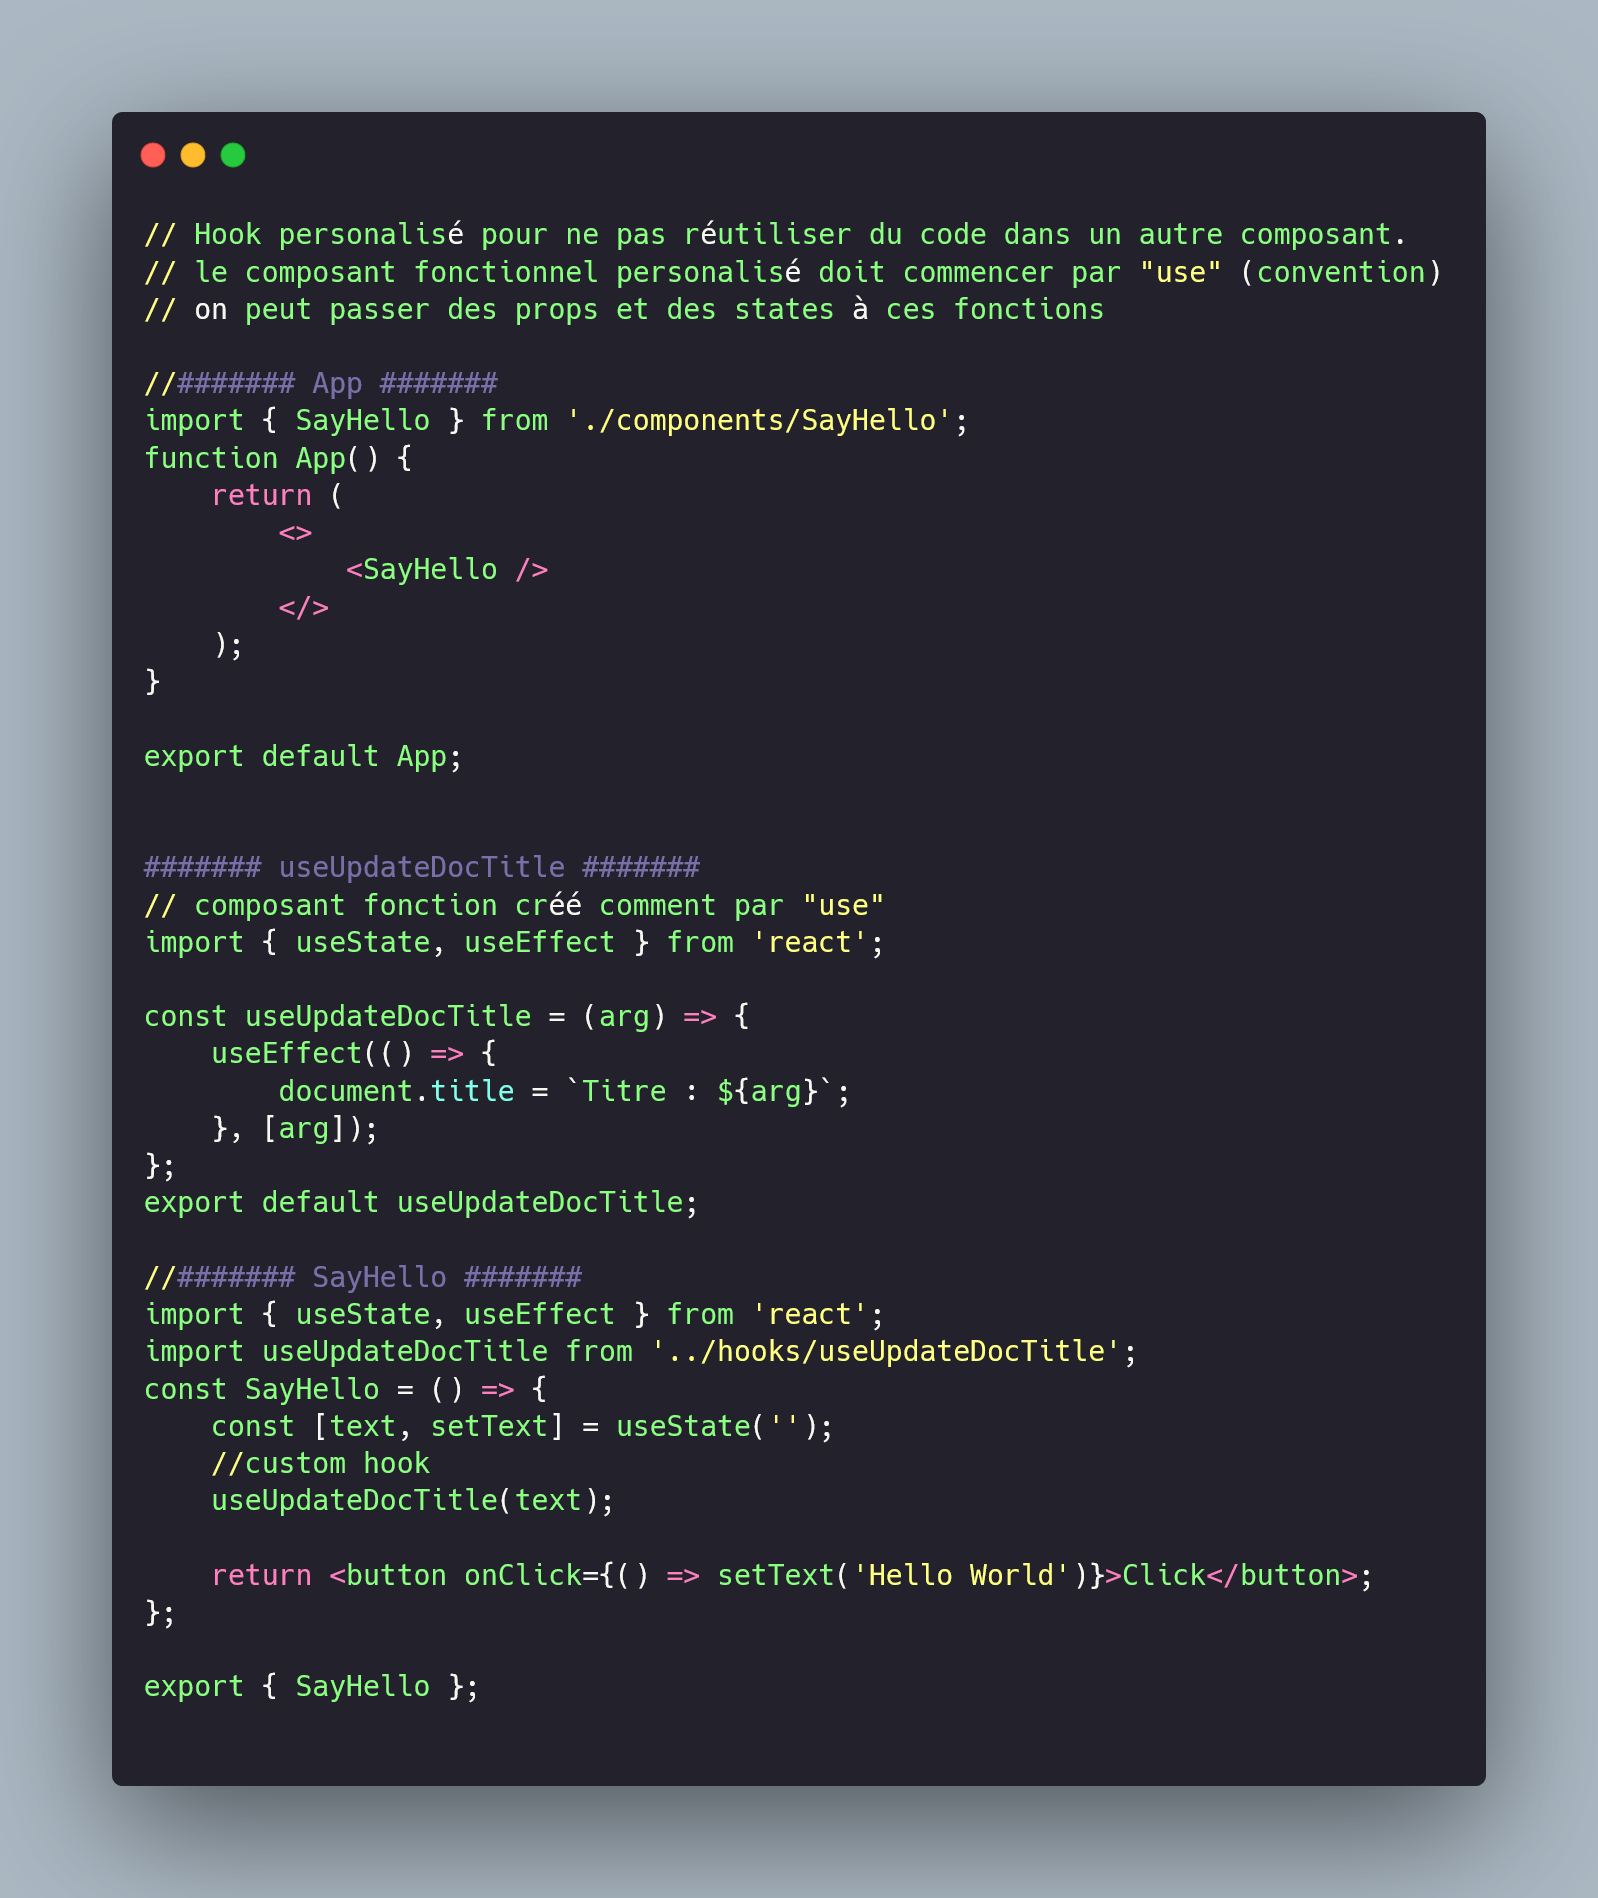 // Hook personalisé pour ne pas réutiliser du code dans un autre composant.
// le composant fonctionnel personalisé doit commencer par "use" (convention)
// on peut passer des props et des states à ces fonctions
//####### App #######
import { SayHello } from './components/SayHello';
function App() {
    return (
        <>
            <SayHello />
        </>
    );
}
export default App;
####### useUpdateDocTitle #######
// composant fonction créé comment par "use"
import { useState, useEffect } from 'react';
const useUpdateDocTitle = (arg) => {
    useEffect(() => {
        document.title = `Titre : ${arg}`;
    }, [arg]);
};
export default useUpdateDocTitle;
//####### SayHello #######
import { useState, useEffect } from 'react';
import useUpdateDocTitle from '../hooks/useUpdateDocTitle';
const SayHello = () => {
    const [text, setText] = useState('');
    //custom hook
    useUpdateDocTitle(text);
    return <button onClick={() => setText('Hello World')}>Click</button>;
};
export { SayHello };